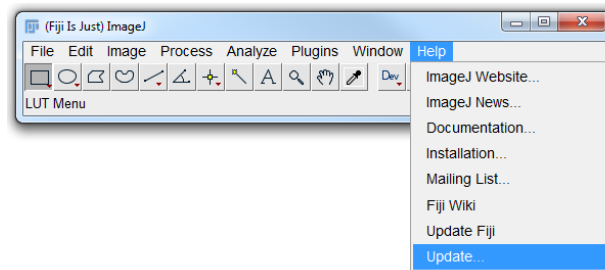 (Fiji Is Just) ImageJ
File Edit Image Process Analyze Plugins Window Help
A Dev
LUT Menu
ImageJ Website...
ImageJ News...
Documentation...
Installation...
Mailing List...
Fiji Wiki
Update Fiji
Update...